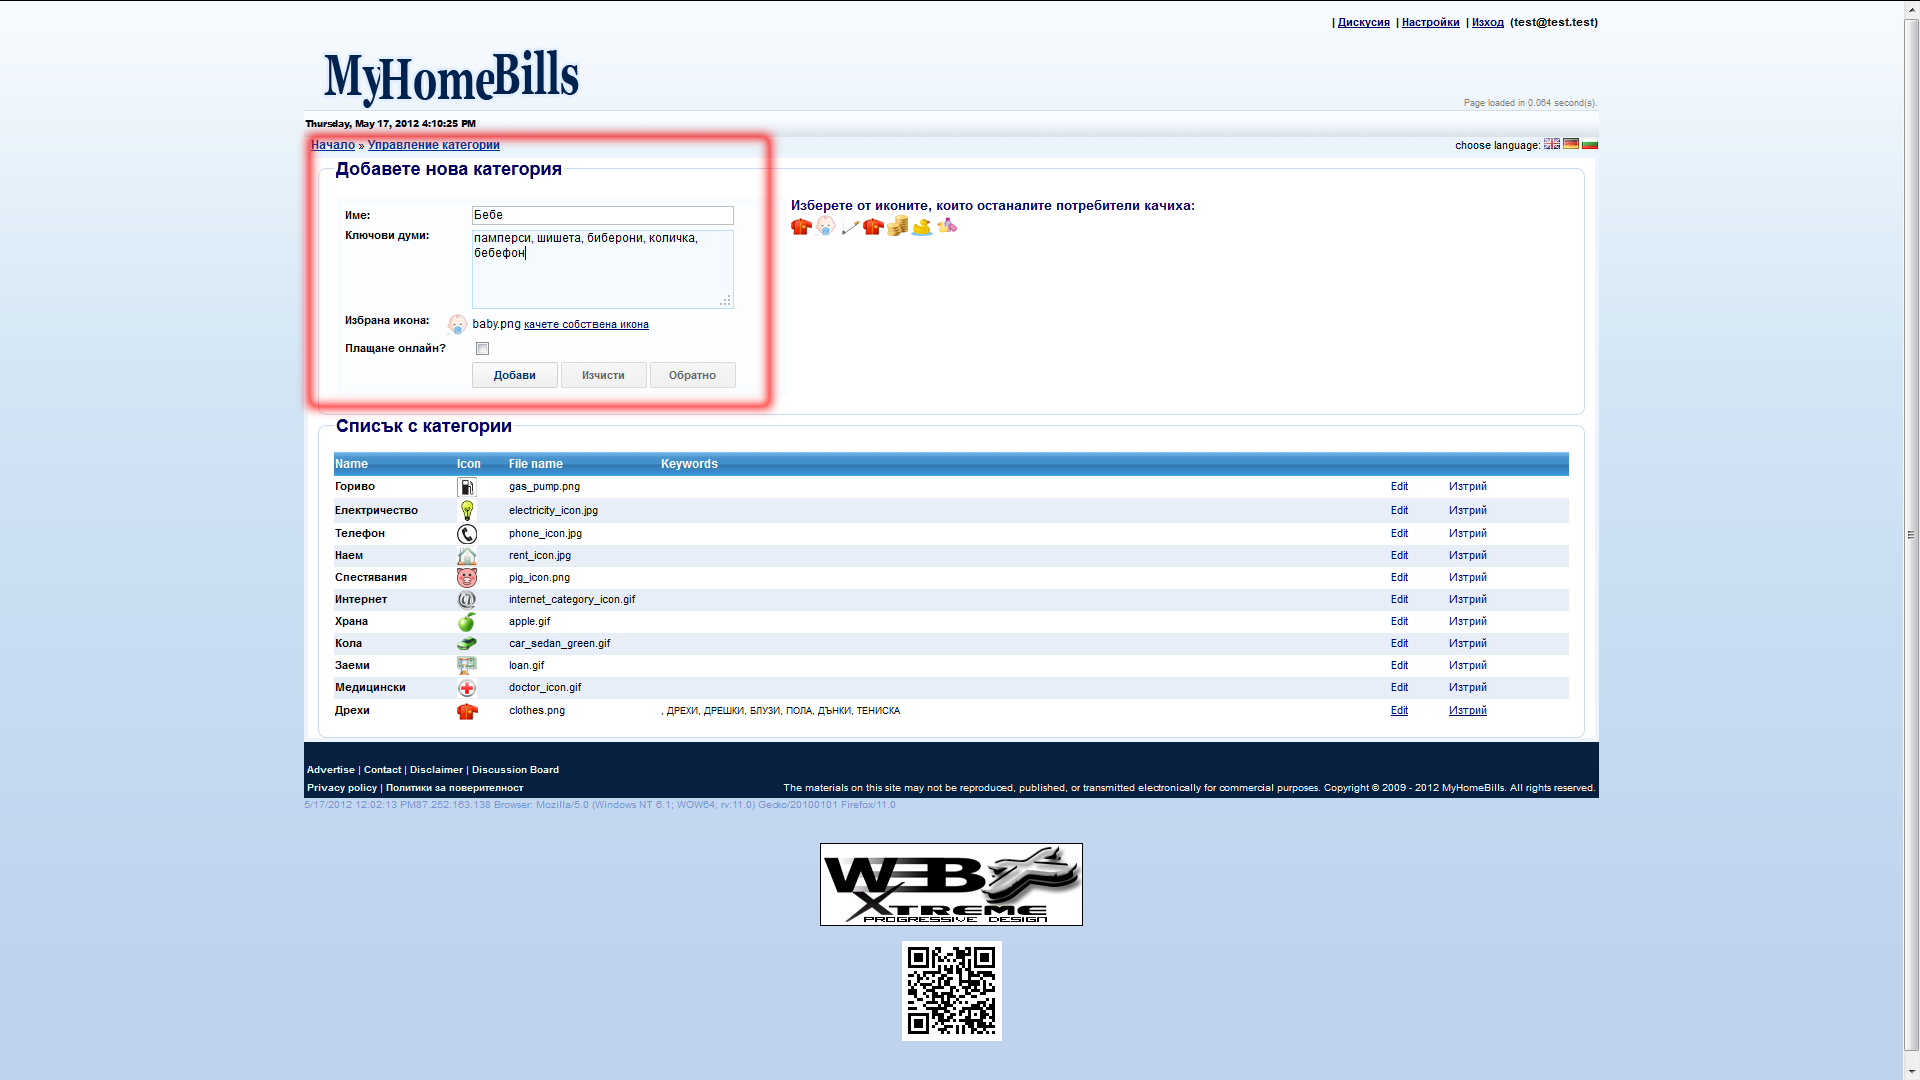 | Дискусия | Настройки | Изход (test@test.test)
MyHomeBills
Page loaded in 0.064 second(s).
Thursday, May 17, 2012 4:10:25 PM
Начало » Управление категории
choose language:
Добавете нова категория
Име: Бебе
Ключови думи: памперси, шишета, биберони, количка,
бебефон
Избрана икона: baby.png качете собствена икона
Плащане онлайн?
Добави Изчисти Обратно
Изберете от иконите, които останалите потребители качиха:
Списък с категории
Name Icon File name Keywords
Гориво gas_pump.png Edit Изтрий
Електричество electricity_icon.jpg Edit Изтрий
Телефон phone_icon.jpg Edit Изтрий
Наем rent_icon.jpg Edit Изтрий
Спестявания pig_icon.png Edit Изтрий
Интернет internet_category_icon.gif Edit Изтрий
Храна apple.gif Edit Изтрий
Кола car_sedan_green.gif Edit Изтрий
Заеми loan.gif Edit Изтрий
Медицински doctor_icon.gif Edit Изтрий
Дрехи clothes.png , ДРЕХИ, ДРЕШКИ, БЛУЗИ, ПОЛА, ДЪНКИ, ТЕНИСКА Edit Изтрий
Advertise | Contact | Disclaimer | Discussion Board
Privacy policy | Политики за поверителност
The materials on this site may not be reproduced, published, or transmitted electronically for commercial purposes. Copyright © 2009 - 2012 MyHomeBills. All rights reserved.
5/17/2012 12:02:13 PM87.252.163.138 Browser: Mozilla/5.0 (Windows NT 6.1; WOW64; rv:11.0) Gecko/20100101 Firefox/11.0
WEB
XTREME
PROGRESSIVE DESIGN